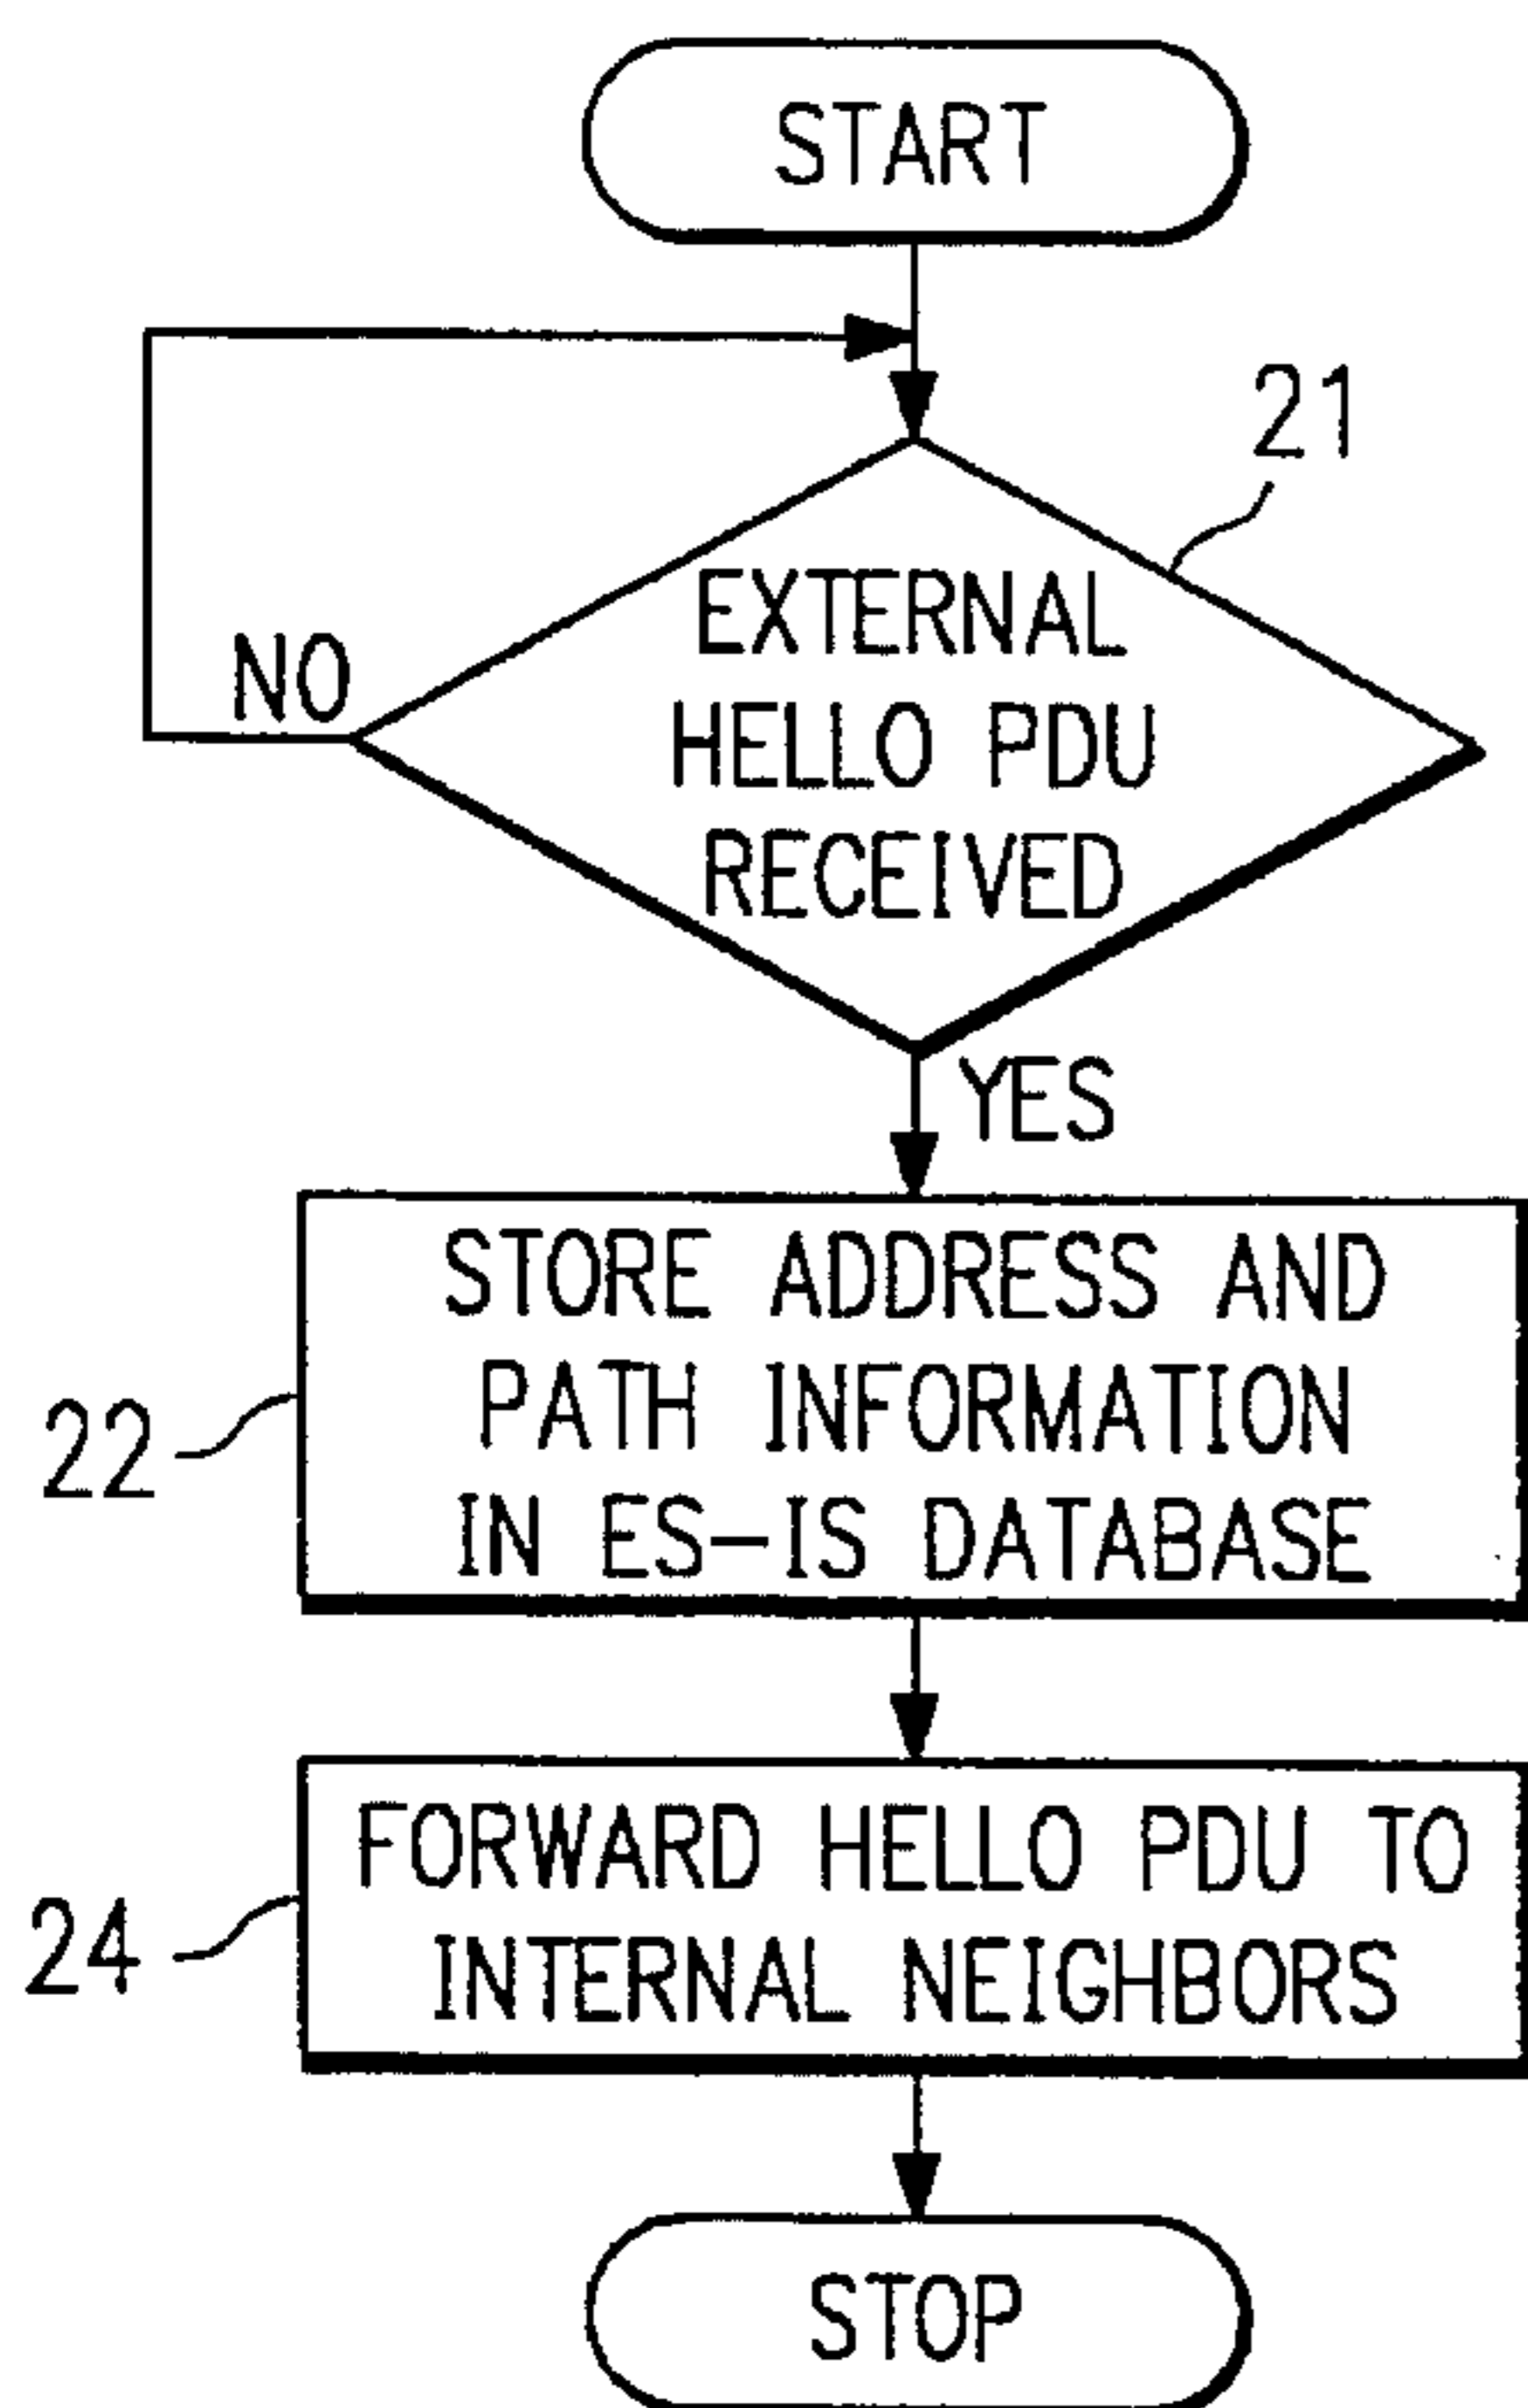 START
21
EXTERNAL
HELLO PDU
RECEIVED
NO
YES
STORE ADDRESS AND
PATH INFORMATION
IN ES-IS DATABASE
22
FORWARD HELLO PDU TO
INTERNAL NEIGHBORS
24
STOP